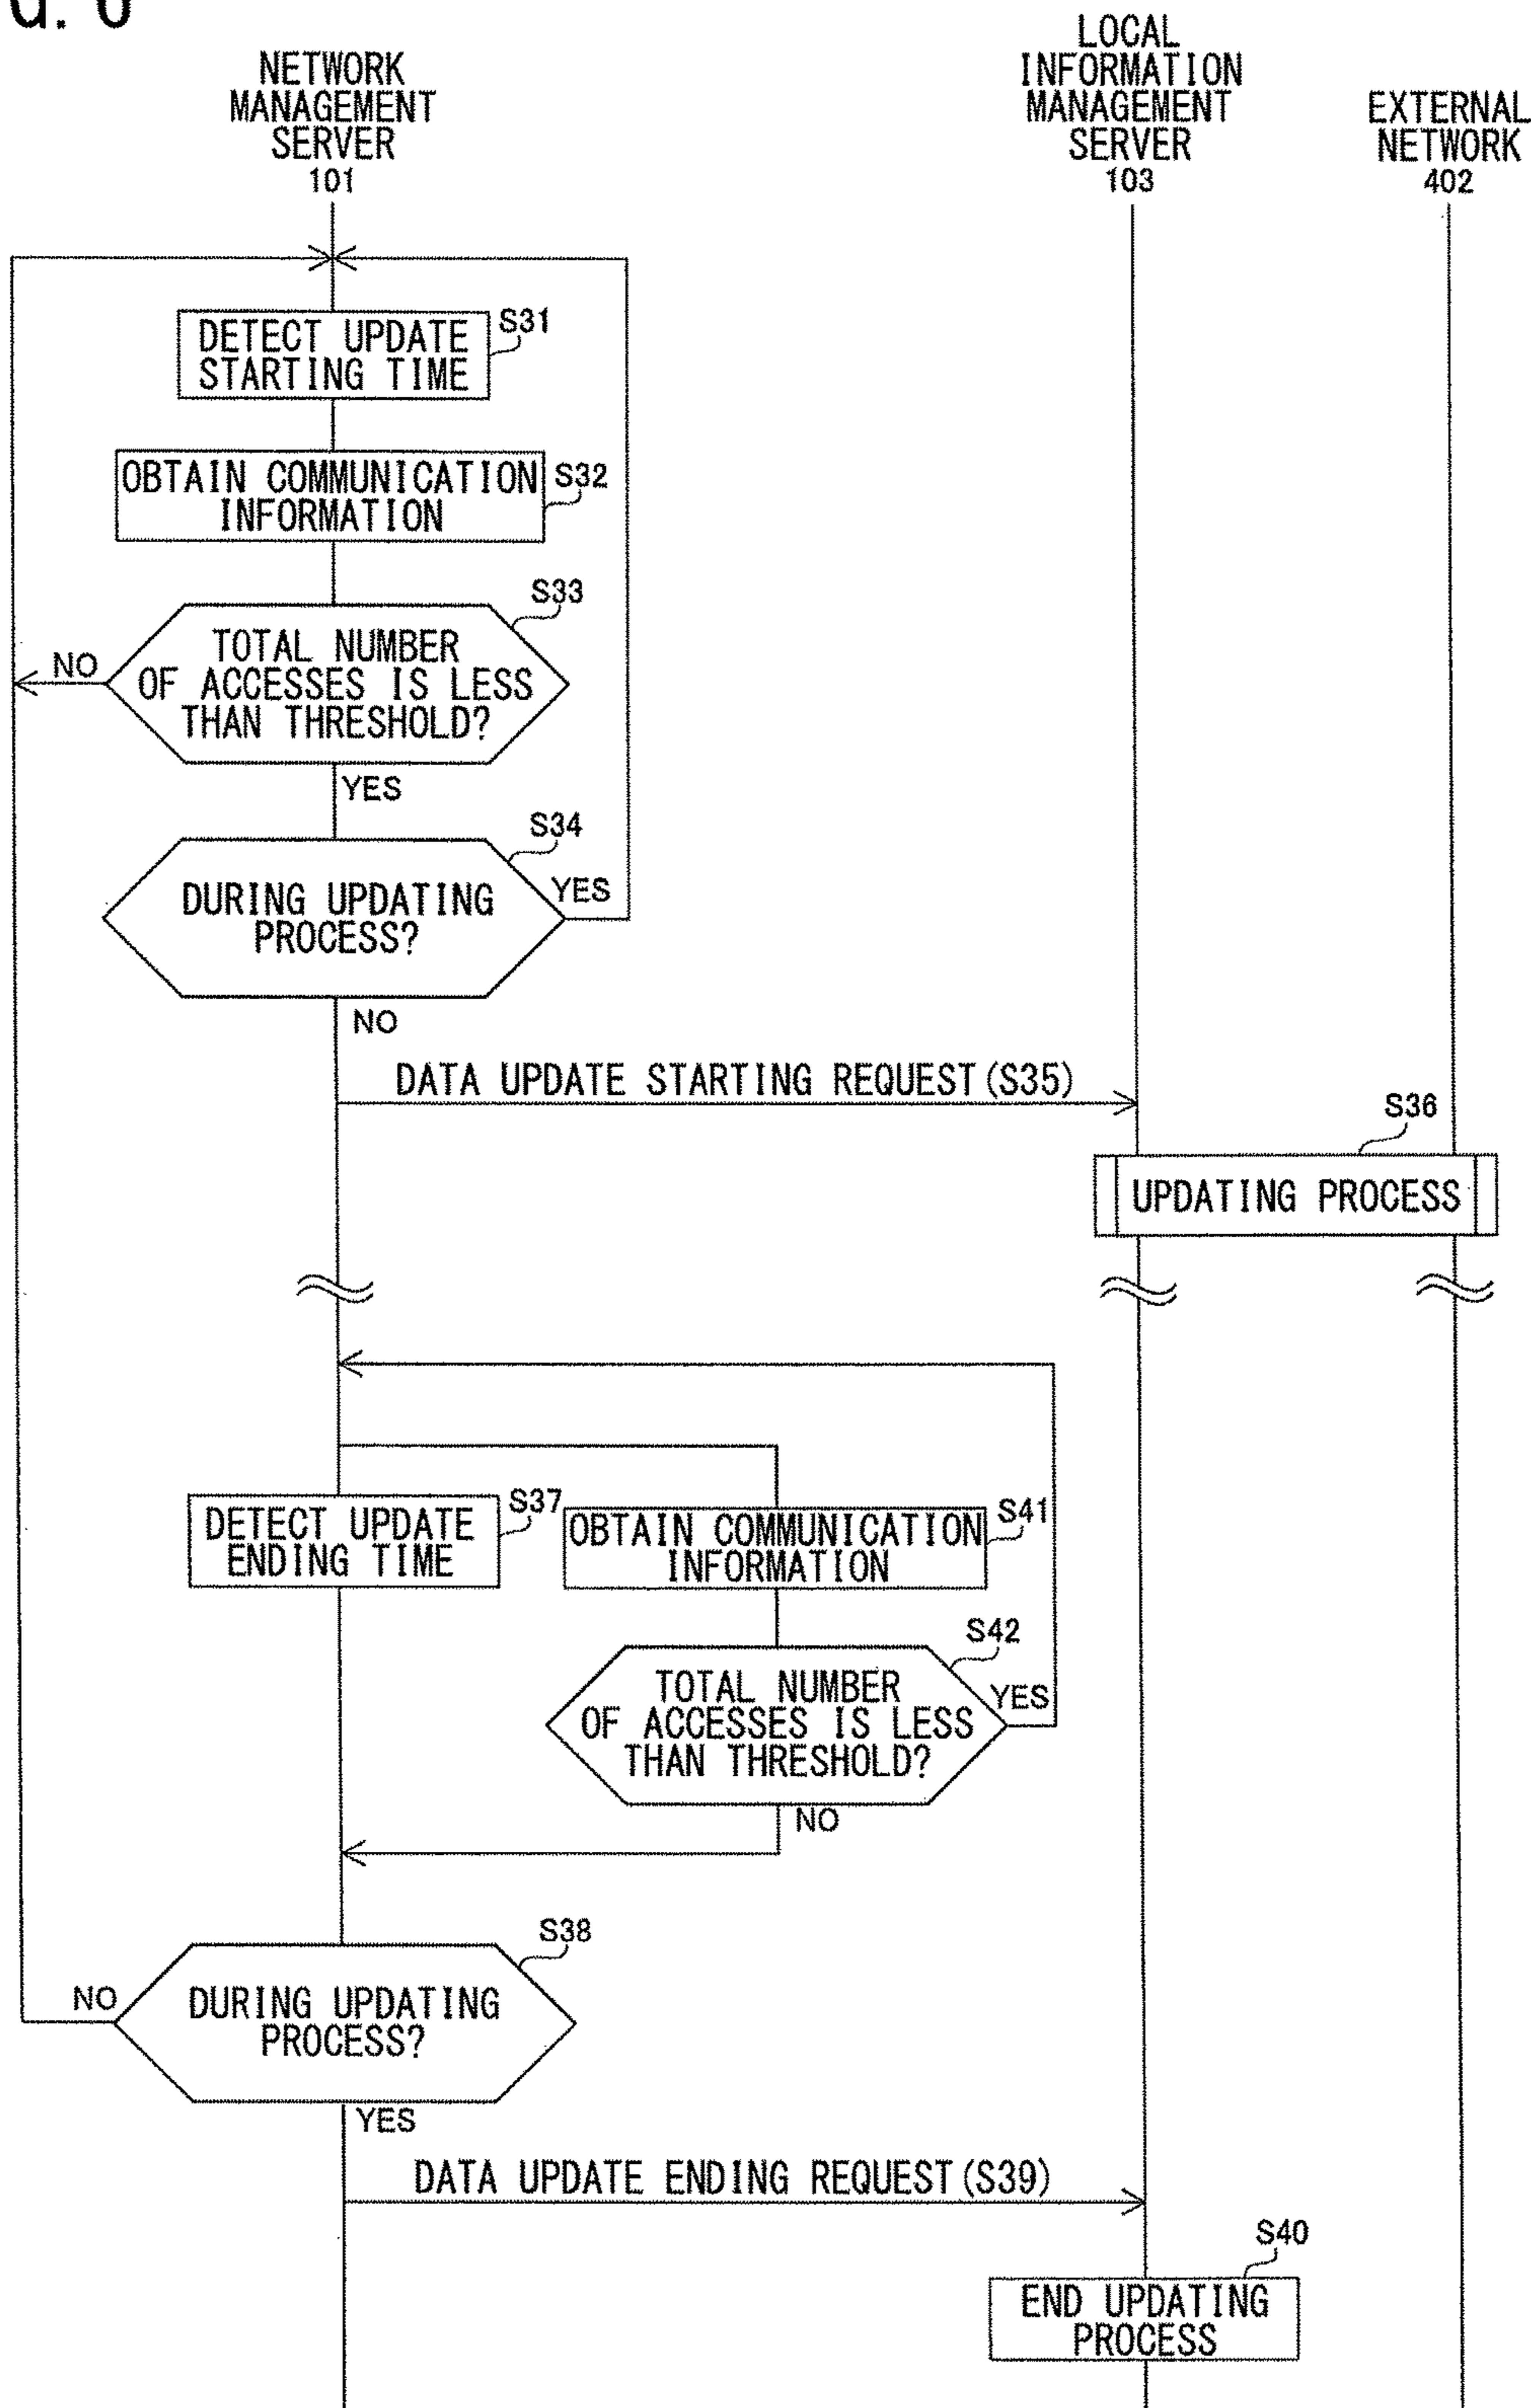 G. 6
NETWORK
MANAGEMENT
SERVER
101
LOCAL
INFORMATION
MANAGEMENT
SERVER
103
EXTERNAL
NETWORK
402
DETECT UPDATE
STARTING TIME
S31
OBTAIN COMMUNICATION
INFORMATION
S32
S33
TOTAL NUMBER
OF ACCESSES IS LESS
THAN THRESHOLD?
NO
YES
S34
DURING UPDATING
PROCESS?
YES
NO
DATA UPDATE STARTING REQUEST(S35)
S36
UPDATING PROCESS
DETECT UPDATE
ENDING TIME
S37
OBTAIN COMMUNICATION
INFORMATION
S41
S42
TOTAL NUMBER
OF ACCESSES IS LESS
THAN THRESHOLD?
YES
NO
S38
DURING UPDATING
PROCESS?
NO
YES
DATA UPDATE ENDING REQUEST(S39)
S40
END UPDATING
PROCESS